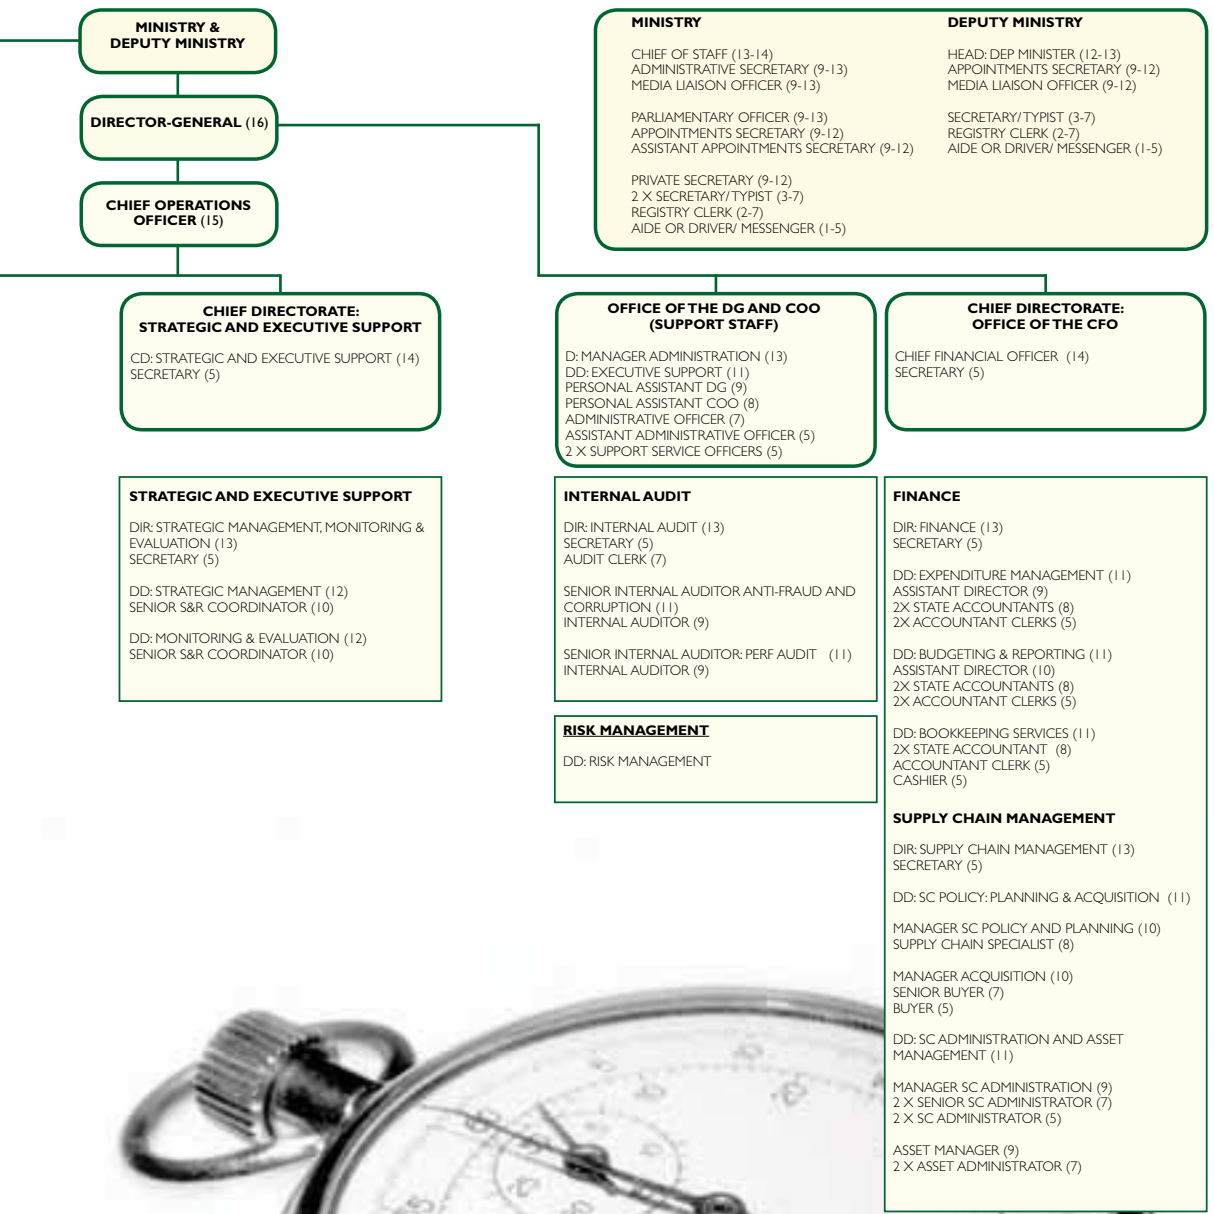 MINISTRY &
DEPUTY MINISTRY
DIRECTOR-GENERAL (16)
CHIEF OPERATIONS
OFFICER (15)
MINISTRY
CHIEF OF STAFF (13-14)
ADMINISTRATIVE SECRETARY (9-13)
MEDIA LIAISON OFFICER (9-13)
PARLIAMENTARY OFFICER (9-13)
APPOINTMENTS SECRETARY (9-12)
ASSISTANT APPOINTMENTS SECRETARY (9-12)
PRIVATE SECRETARY (9-12)
2 X SECRETARY/TYPIST (3-7)
REGISTRY CLERK (2-7)
AIDE OR DRIVER/ MESSENGER (1-5)
DEPUTY MINISTRY
HEAD: DEP MINISTER (12-13)
APPOINTMENTS SECRETARY (9-12)
MEDIA LIAISON OFFICER (9-12)
SECRETARY/TYPIST (3-7)
REGISTRY CLERK (2-7)
AIDE OR DRIVER/ MESSENGER (1-5)
CHIEF DIRECTORATE:
STRATEGIC AND EXECUTIVE SUPPORT
CD: STRATEGIC AND EXECUTIVE SUPPORT (14)
SECRETARY (5)
OFFICE OF THE DG AND COO
(SUPPORT STAFF)
D: MANAGER ADMINISTRATION (13)
DD: EXECUTIVE SUPPORT (11)
PERSONAL ASSISTANT DG (9)
PERSONAL ASSISTANT COO (8)
ADMINISTRATIVE OFFICER (7)
ASSISTANT ADMINISTRATIVE OFFICER (5)
2 X SUPPORT SERVICE OFFICERS (5)
CHIEF DIRECTORATE:
OFFICE OF THE CFO
CHIEF FINANCIAL OFFICER (14)
SECRETARY (5)
STRATEGIC AND EXECUTIVE SUPPORT
DIR: STRATEGIC MANAGEMENT, MONITORING &
EVALUATION (13)
SECRETARY (5)
DD: STRATEGIC MANAGEMENT (12)
SENIOR S&R COORDINATOR (10)
DD: MONITORING & EVALUATION (12)
SENIOR S&R COORDINATOR (10)
INTERNAL AUDIT
DIR: INTERNAL AUDIT (13)
SECRETARY (5)
AUDIT CLERK (7)
SENIOR INTERNAL AUDITOR ANTI-FRAUD AND
CORRUPTION (11)
INTERNAL AUDITOR (9)
SENIOR INTERNAL AUDITOR: PERF AUDIT (11)
INTERNAL AUDITOR (9)
RISK MANAGEMENT
DD: RISK MANAGEMENT
FINANCE
DIR: FINANCE (13)
SECRETARY (5)
DD: EXPENDITURE MANAGEMENT (11)
ASSISTANT DIRECTOR (9)
2X STATE ACCOUNTANTS (8)
2X ACCOUNTANT CLERKS (5)
DD: BUDGETING & REPORTING (11)
ASSISTANT DIRECTOR (10)
2X STATE ACCOUNTANTS (8)
2X ACCOUNTANT CLERKS (5)
DD: BOOKKEEPING SERVICES (11)
2X STATE ACCOUNTANT (8)
ACCOUNTANT CLERK (5)
CASHIER (5)
SUPPLY CHAIN MANAGEMENT
DIR: SUPPLY CHAIN MANAGEMENT (13)
SECRETARY (5)
DD: SC POLICY: PLANNING & ACQUISITION (11)
MANAGER SC POLICY AND PLANNING (10)
SUPPLY CHAIN SPECIALIST (8)
MANAGER ACQUISITION (10)
SENIOR BUYER (7)
BUYER (5)
DD: SC ADMINISTRATION AND ASSET
MANAGEMENT (11)
MANAGER SC ADMINISTRATION (9)
2 X SENIOR SC ADMINISTRATOR (7)
2 X SC ADMINISTRATOR (5)
ASSET MANAGER (9)
2 X ASSET ADMINISTRATOR (7)